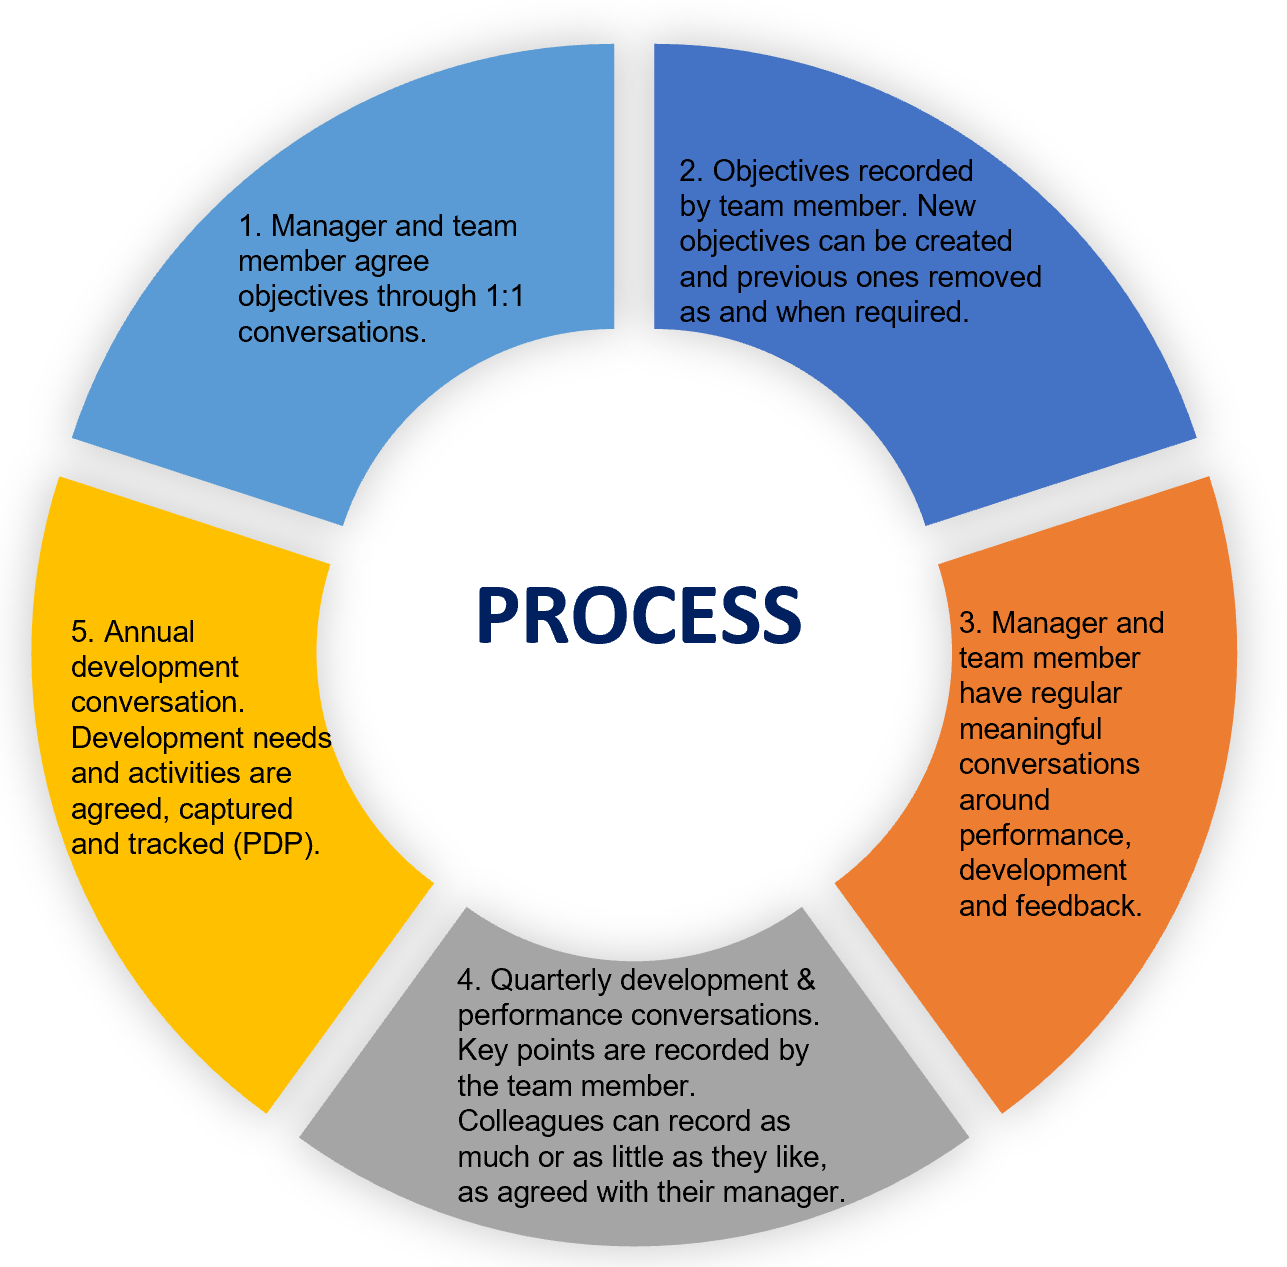 1. Manager and team
member agree
objectives through 1:1
conversations.
2. Objectives recorded
by team member. New
objectives can be created
and previous ones removed
as and when required.
3. Manager and
team member
have regular
meaningful
conversations
around
performance,
development
and feedback.
4. Quarterly development &
performance conversations.
Key points are recorded by
the team member.
Colleagues can record as
much or as little as they like,
as agreed with their manager.
5. Annual
development
conversation.
Development needs
and activities are
agreed, captured
and tracked (PDP).
PROCESS